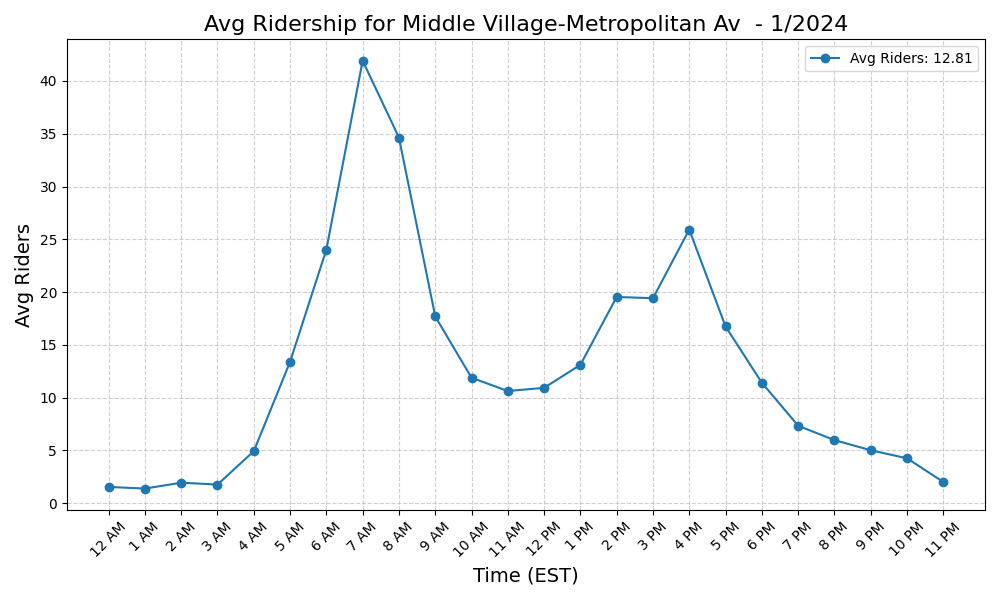 Avg Ridership for Middle Village-Metropolitan Av  - 1/2024
Avg Riders: 12.81
Avg Riders
40
35
30
25
20
15
10
5
0
12 AM
1 AM
2 AM
3 AM
4 AM
5 AM
6 AM
7 AM
8 AM
9 AM
10 AM
11 AM
12 PM
1 PM
2 PM
3 PM
4 PM
5 PM
6 PM
7 PM
8 PM
9 PM
10 PM
11 PM
Time (EST)